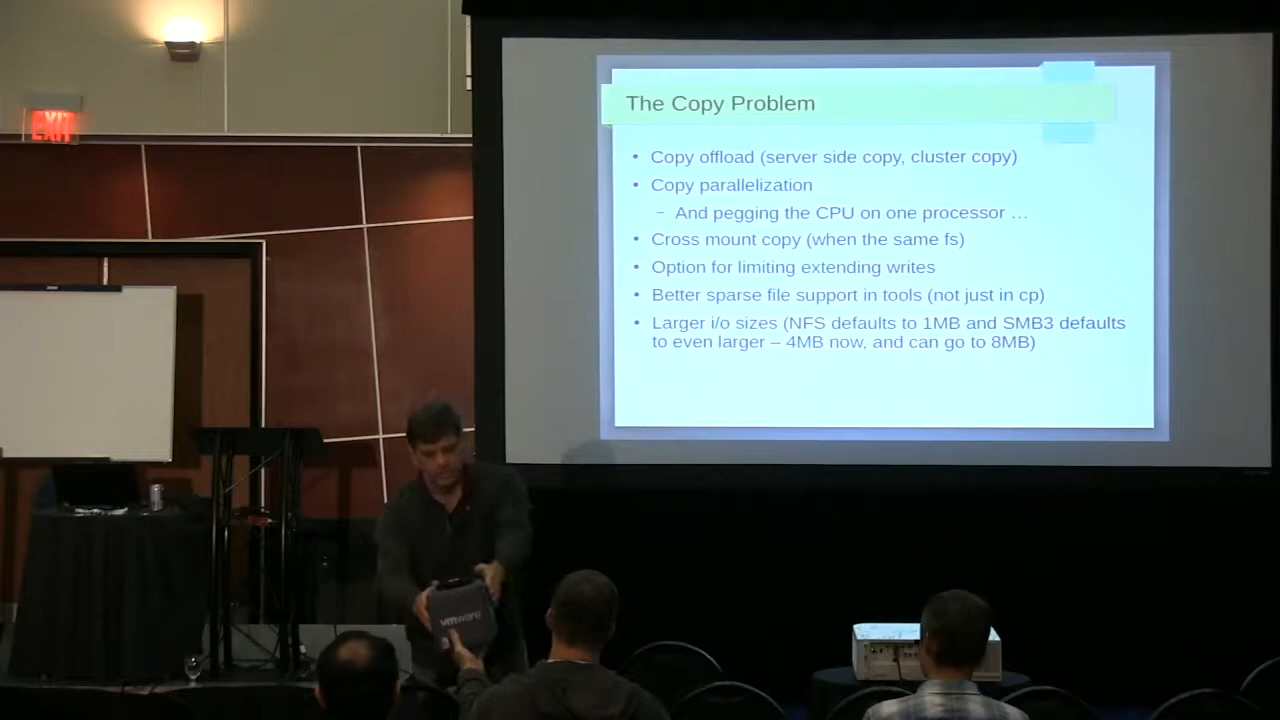 EXIT
The Copy Problem
• Copy offload (server side copy, cluster copy)
• Copy parallelization
– And pegging the CPU on one processor …
• Cross mount copy (when the same fs)
• Option for limiting extending writes
• Better sparse file support in tools (not just in cp)
• Larger i/o sizes (NFS defaults to 1MB and SMB3 defaults
to even larger – 4MB now, and can go to 8MB)
vmware